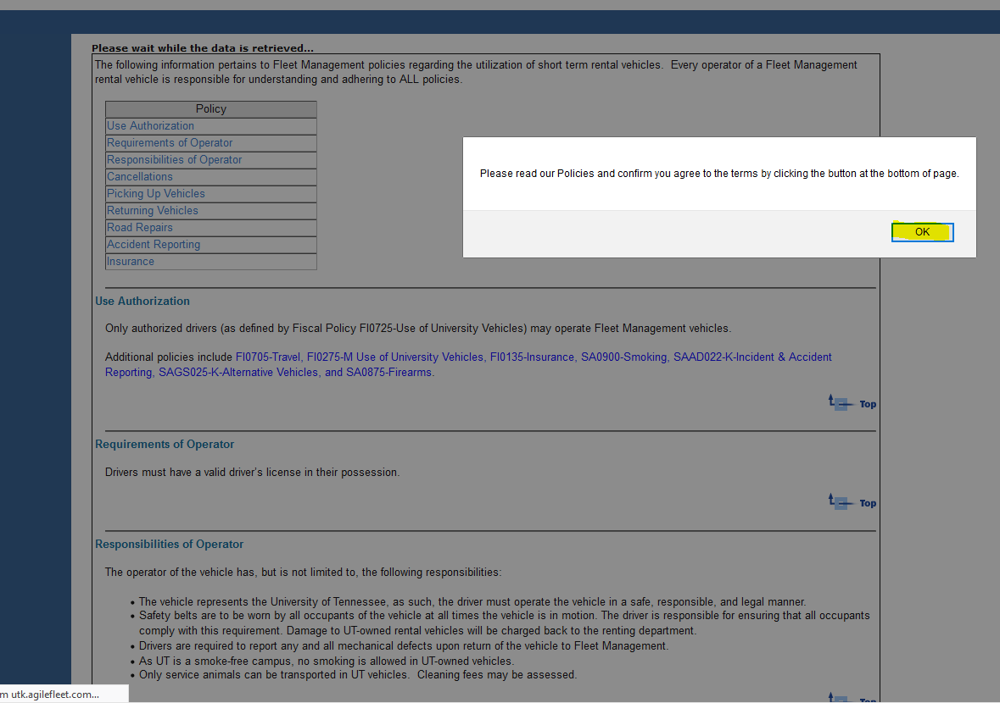 Please wait while the data is retrieved...
The following information pertains to Fleet Management policies regarding the utilization of short term rental vehicles.  Every operator of a Fleet Management
rental vehicle is responsible for understanding and adhering to ALL policies.
Policy
Use Authorization
Requirements of Operator
Responsibilities of Operator
Cancellations
Picking Up Vehicles
Returning Vehicles
Road Repairs
Accident Reporting
Insurance
Please read our Policies and confirm you agree to the terms by clicking the button at the bottom of page.
OK
Use Authorization
Only authorized drivers (as defined by Fiscal Policy FI0725-Use of University Vehicles) may operate Fleet Management vehicles.
Additional policies include FI0705-Travel, FI0275-M Use of University Vehicles, FI0135-Insurance, SA0900-Smoking, SAAD022-K-Incident & Accident
Reporting, SAGS025-K-Alternative Vehicles, and SA0875-Firearms.
Top
Requirements of Operator
Drivers must have a valid driver's license in their possession.
Top
Responsibilities of Operator
The operator of the vehicle has, but is not limited to, the following responsibilities:
• The vehicle represents the University of Tennessee, as such, the driver must operate the vehicle in a safe, responsible, and legal manner.
• Safety belts are to be worn by all occupants of the vehicle at all times the vehicle is in motion. The driver is responsible for ensuring that all occupants
comply with this requirement. Damage to UT-owned rental vehicles will be charged back to the renting department.
• Drivers are required to report any and all mechanical defects upon return of the vehicle to Fleet Management.
• As UT is a smoke-free campus, no smoking is allowed in UT-owned vehicles.
• Only service animals can be transported in UT vehicles.  Cleaning fees may be assessed.
Top
m utk.agilefleet.com...